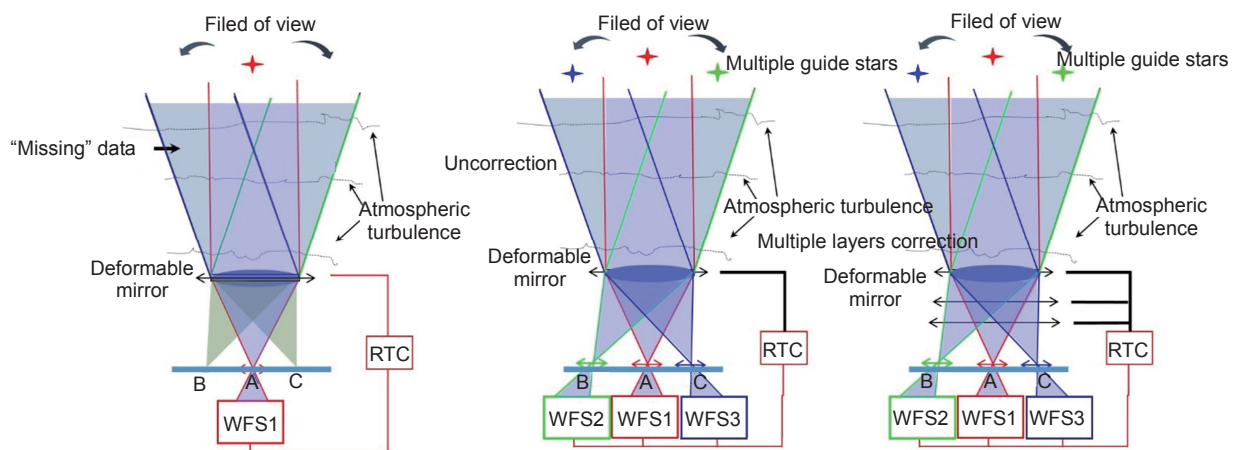 Filed of view
"Missing" data
Atmospheric
turbulence
Deformable
mirror
RTC
B
A
C
WFS1
Filed of view
Multiple guide stars
Uncorrection
Atmospheric turbulence
Deformable
mirror
RTC
B
A
C
WFS2
WFS1
WFS3
Filed of view
Multiple guide stars
Atmospheric
turbulence
Multiple layers correction
Deformable
mirror
RTC
B
A
C
WFS2
WFS1
WFS3